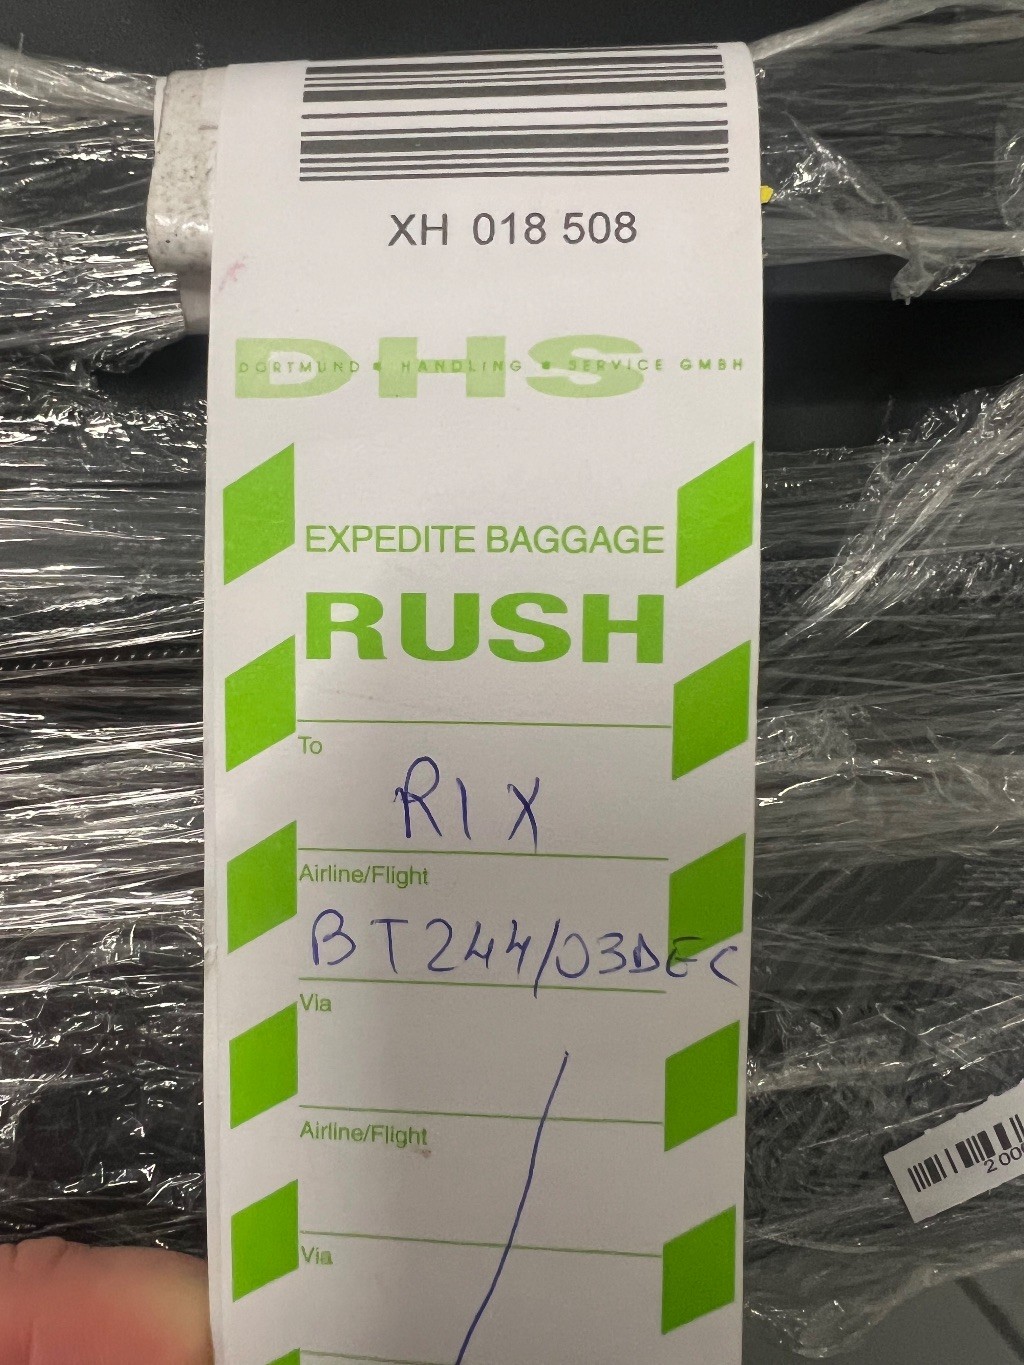 XH 018 508
DHS
DORTMUND HANDLING SERVICE GMBH
EXPEDITE BAGGAGE
RUSH
To
RIX
Airline/Flight
BT244/03DEC
Via
Airline/Flight
Via